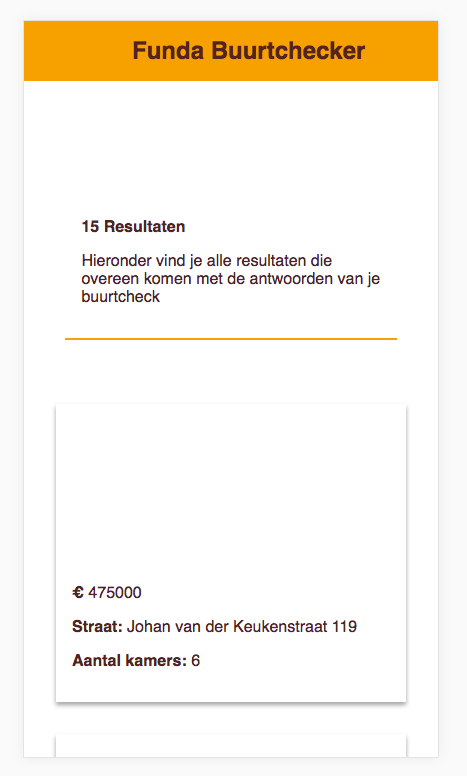 Funda Buurtchecker
15 Resultaten
Hieronder vind je alle resultaten die
overeen komen met de antwoorden van je
buurtcheck
€ 475000
Straat: Johan van der Keukenstraat 119
Aantal kamers: 6